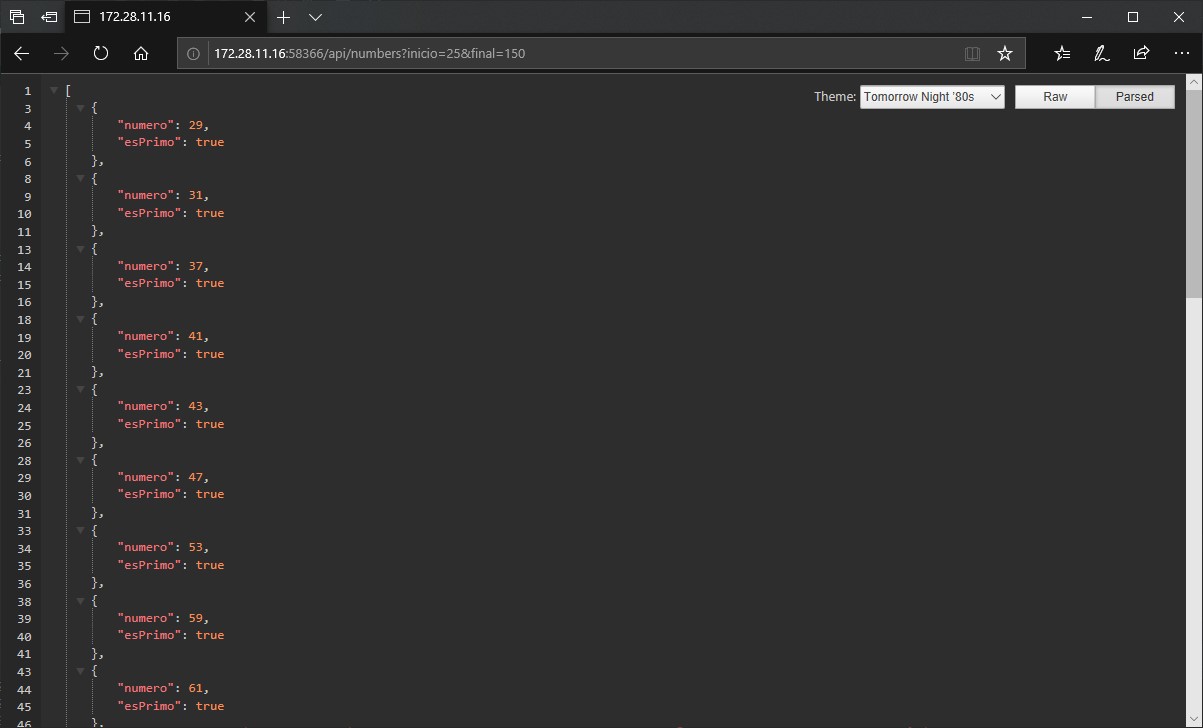 172.28.11.16
172.28.11.16:58366/api/numbers?inicio=25&final=150
Theme: Tomorrow Night '80s Raw Parsed
1 [
3 {
4 "numero": 29,
5 "esPrimo": true
6 },
8 {
9 "numero": 31,
10 "esPrimo": true
11 },
13 {
14 "numero": 37,
15 "esPrimo": true
16 },
18 {
19 "numero": 41,
20 "esPrimo": true
21 },
23 {
24 "numero": 43,
25 "esPrimo": true
26 },
28 {
29 "numero": 47,
30 "esPrimo": true
31 },
33 {
34 "numero": 53,
35 "esPrimo": true
36 },
38 {
39 "numero": 59,
40 "esPrimo": true
41 },
43 {
44 "numero": 61,
45 "esPrimo": true
46 },